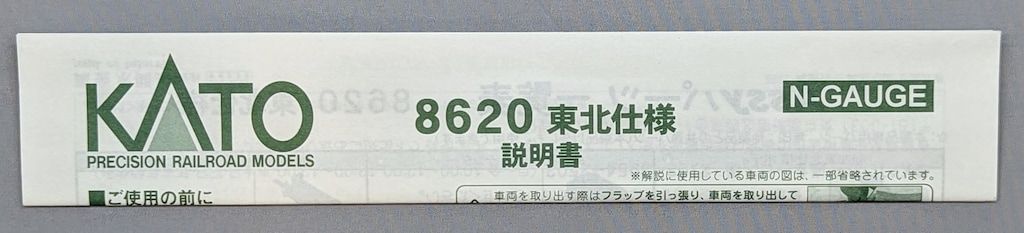 KATO
PRECISION RAILROAD MODELS
8620 東北仕様
説明書
N-GAUGE
※解説に使用している車両の図は、一部省略されています。
■ご使用の前に
車両を取り出す際はフラップを引っ張り、車両を取り出して